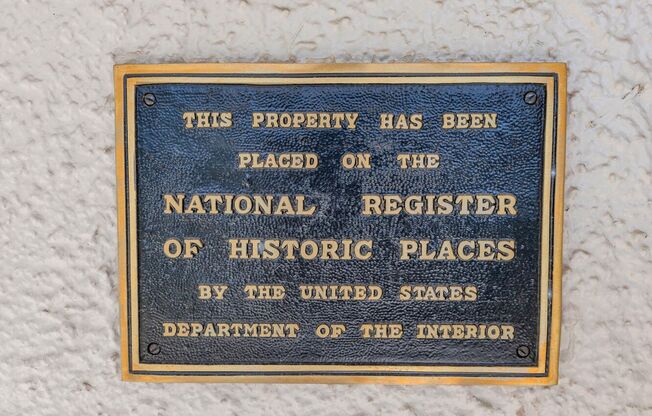 THIS PROPERTY HAS BEEN
PLACED ON THE
NATIONAL REGISTER
OF HISTORIC PLACES
BY THE UNITED STATES
DEPARTMENT OF THE INTERIOR